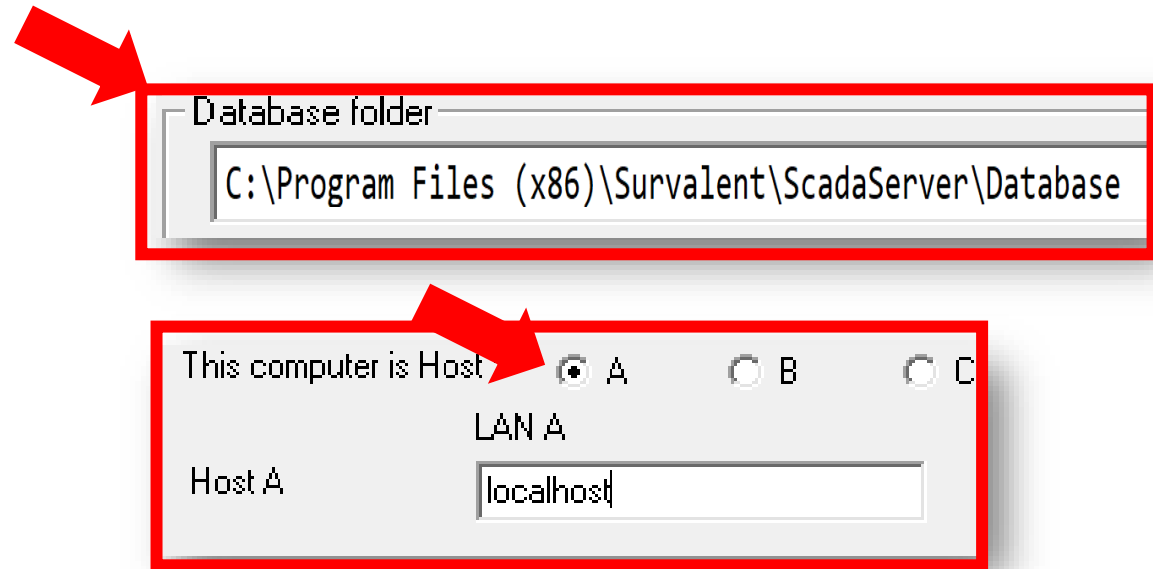 Database folder
C:\Program Files (x86)\Survalent\ScadaServer\Database
This computer is Host A B C
LAN A
Host A localhost